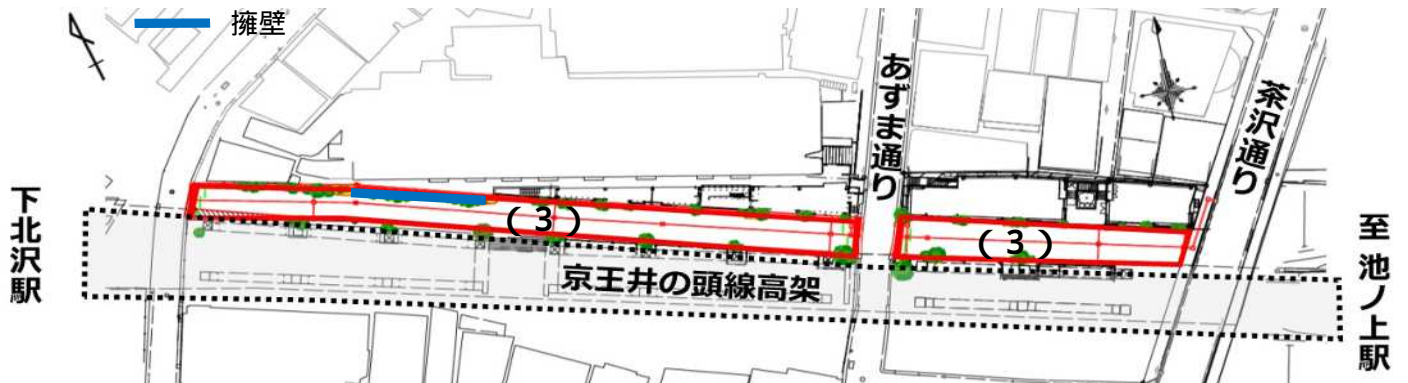 擁壁
あずま通り
茶沢通り
下北沢駅
(3)
(3)
京王井の頭線高架
至 池ノ上駅